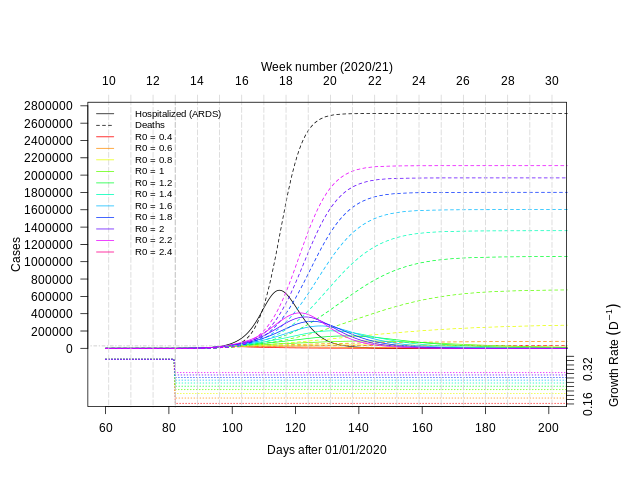 Week number (2020/21)
10 12 14 16 18 20 22 24 26 28 30
2800000
2600000
2400000
2200000
2000000
1800000
1600000
1400000
1200000
1000000
800000
600000
400000
200000
0
Cases
Hospitalized (ARDS)
Deaths
R0 = 0.4
R0 = 0.6
R0 = 0.8
R0 = 1
R0 = 1.2
R0 = 1.4
R0 = 1.6
R0 = 1.8
R0 = 2
R0 = 2.2
R0 = 2.4
0.32
0.16
Growth Rate (D⁻¹)
60 80 100 120 140 160 180 200
Days after 01/01/2020